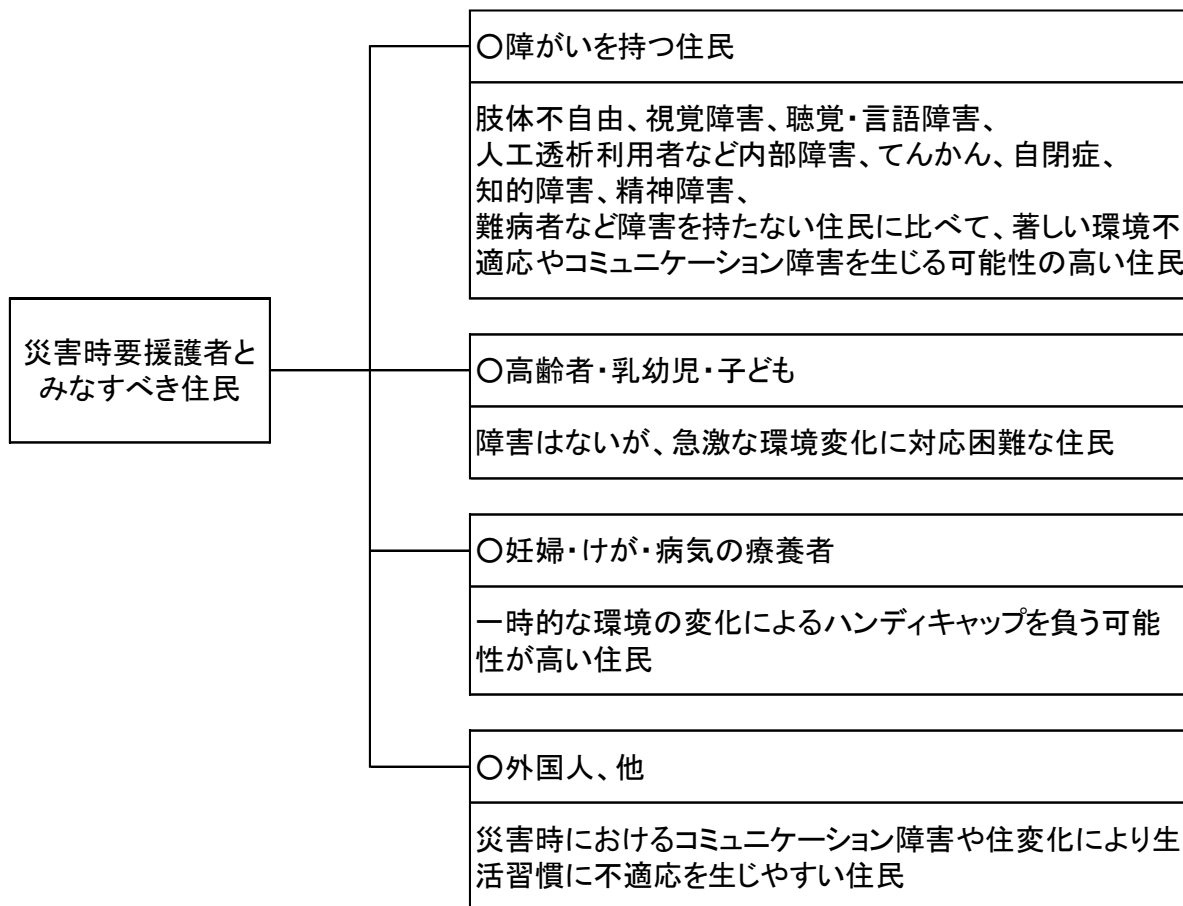 災害時要援護者と
みなすべき住民
○障がいを持つ住民
肢体不自由、視覚障害、聴覚・言語障害、
人工透析利用者など内部障害、てんかん、自閉症、
知的障害、精神障害、
難病者など障害を持たない住民に比べて、著しい環境不
適応やコミュニケーション障害を生じる可能性の高い住民
○高齢者・乳幼児・子ども
障害はないが、急激な環境変化に対応困難な住民
○妊婦・けが・病気の療養者
一時的な環境の変化によるハンディキャップを負う可能
性が高い住民
○外国人、他
災害時におけるコミュニケーション障害や住変化により生
活習慣に不適応を生じやすい住民